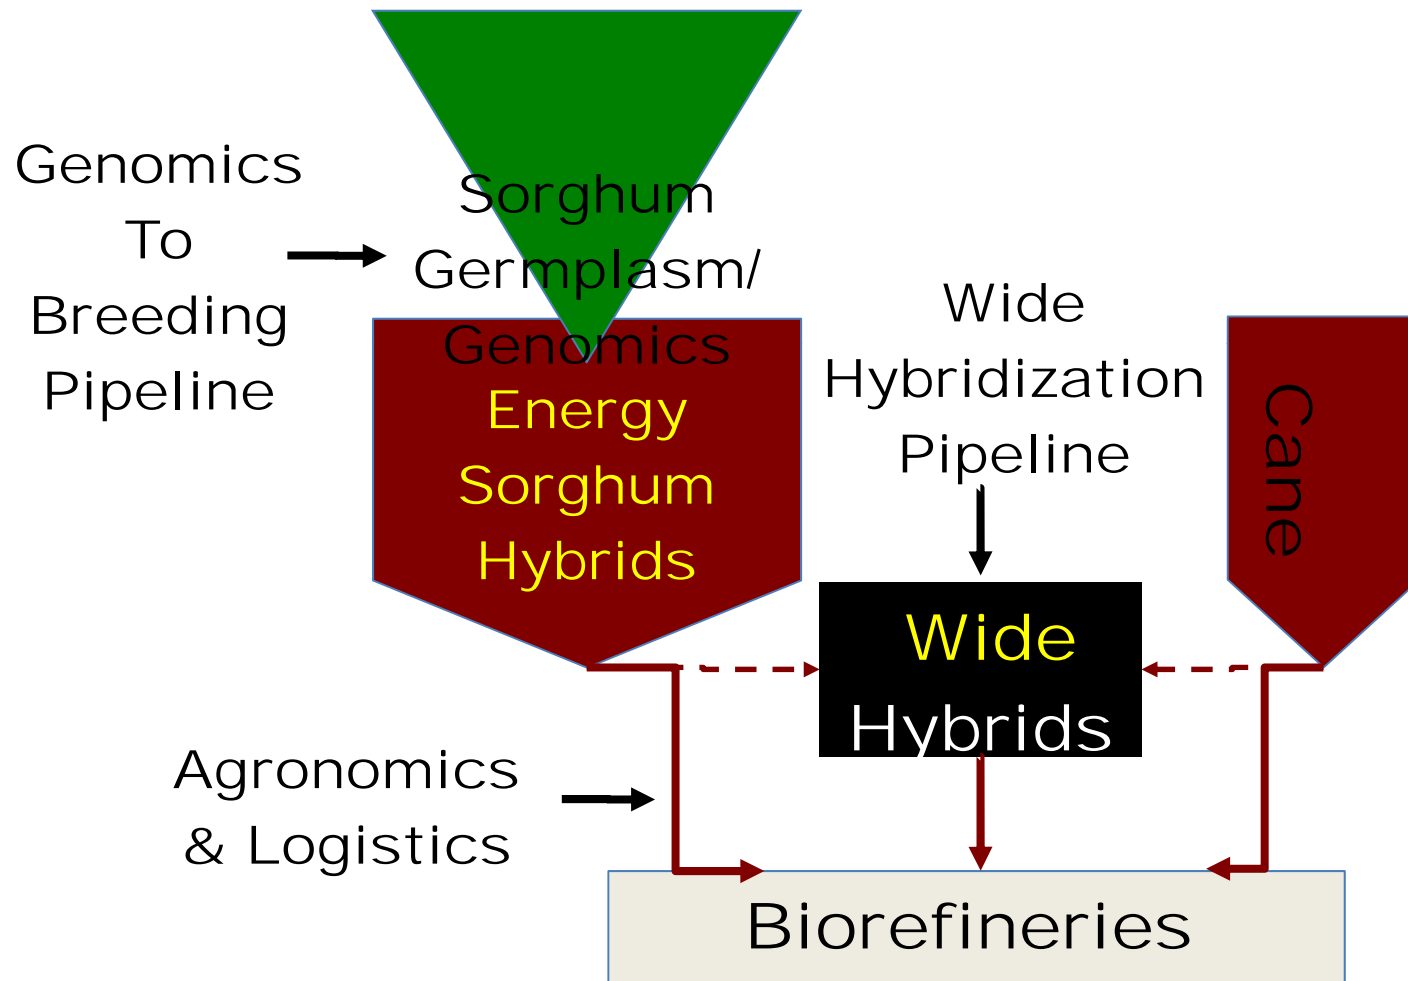 Genomics
To
Breeding
Pipeline
Sorghum
Germplasm/
Genomics
Energy
Sorghum
Hybrids
Wide
Hybridization
Pipeline
Cane
Wide
Hybrids
Agronomics
& Logistics
Biorefineries